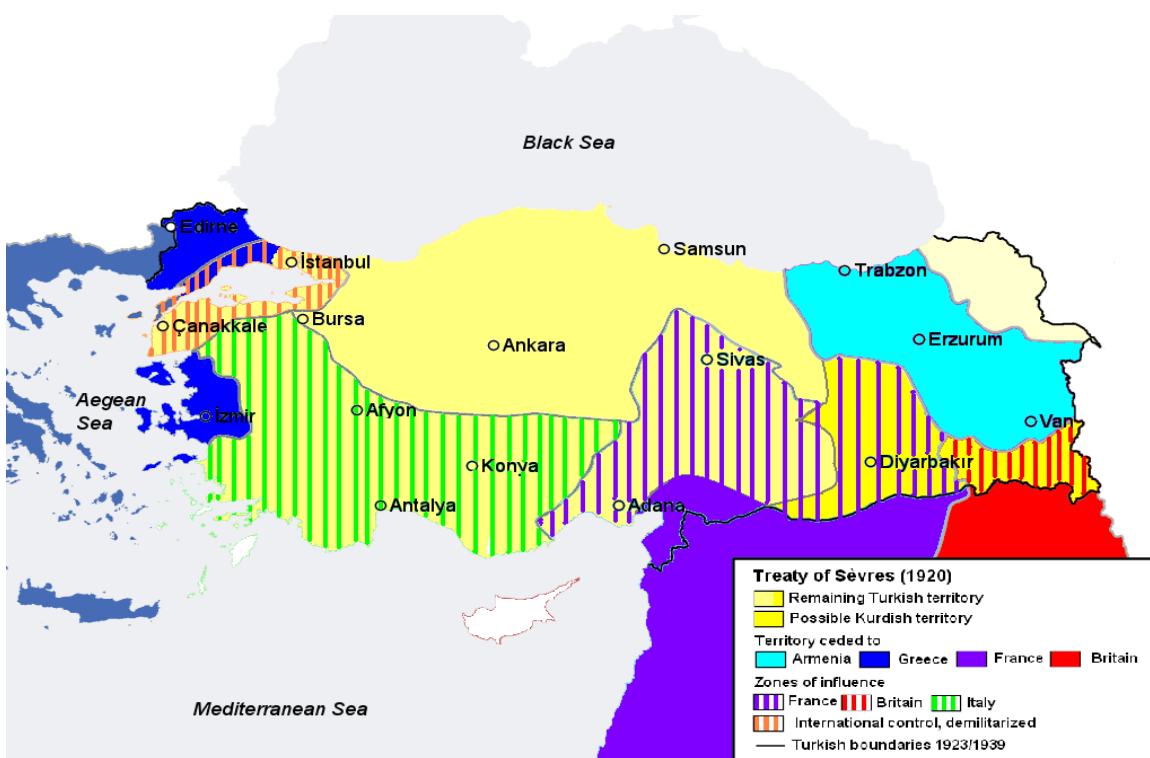 Black Sea
Edirne
İstanbul
Samsun
Trabzon
Çanakkale
Bursa
Ankara
Sivas
Erzurum
Aegean
Sea
İzmir
Afyon
Van
Konya
Diyarbakır
Antalya
Adana
Mediterranean Sea
Treaty of Sèvres (1920)
Remaining Turkish territory
Possible Kurdish territory
Territory ceded to
Armenia Greece France Britain
Zones of influence
France Britain Italy
International control, demilitarized
Turkish boundaries 1923/1939